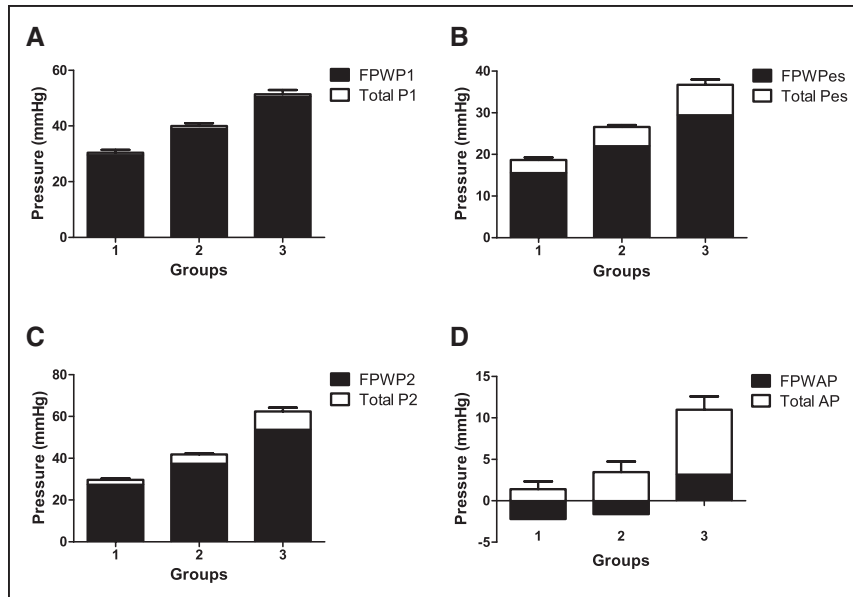 A
Pressure (mmHg)
60
40
20
0
1 2 3
Groups
FPWP1
Total P1
B
Pressure (mmHg)
40
30
20
10
0
1 2 3
Groups
FPWPes
Total Pes
C
Pressure (mmHg)
80
60
40
20
0
1 2 3
Groups
FPWP2
Total P2
D
Pressure (mmHg)
15
10
5
0
-5
1 2 3
Groups
FPWAP
Total AP